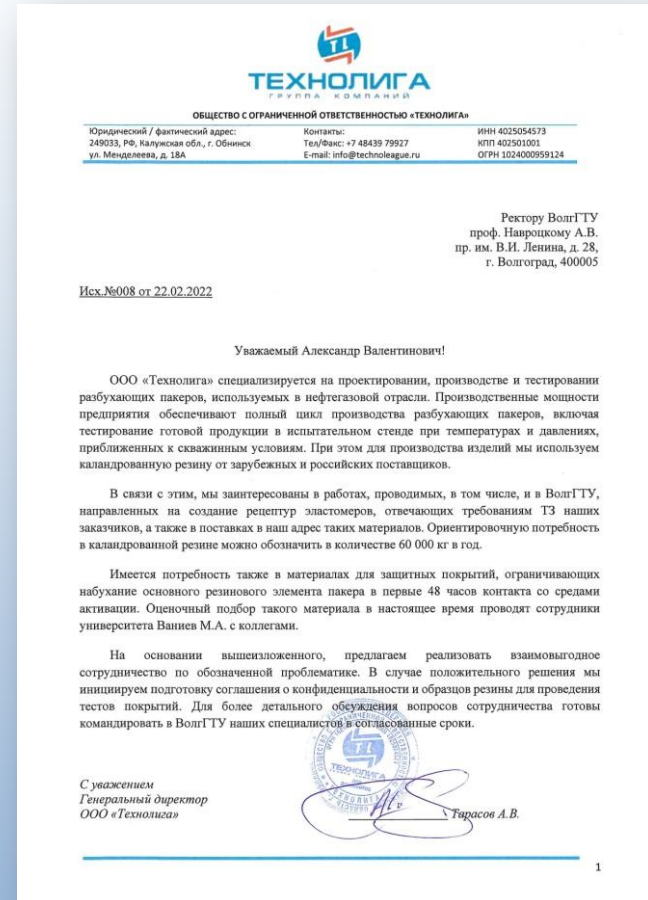 ТЕХНОЛИГА
ГРУППА КОМПАНИЙ
ОБЩЕСТВО С ОГРАНИЧЕННОЙ ОТВЕТСТВЕННОСТЬЮ «ТЕХНОЛИГА»
Юридический / фактический адрес:
249033, РФ, Калужская обл., г. Обнинск
ул. Менделеева, д. 18А
Контакты:
Тел/Факс: +7 48439 79927
E-mail: info@technoleague.ru
ИНН 4025054573
КПП 402501001
ОГРН 1024000959124
Ректору ВолгГТУ
проф. Навроцкому А.В.
пр. им. В.И. Ленина, д. 28,
г. Волгоград, 400005
Исх.№008 от 22.02.2022
Уважаемый Александр Валентинович!
ООО «Технолига» специализируется на проектировании, производстве и тестировании
разбухающих пакеров, используемых в нефтегазовой отрасли. Производственные мощности
предприятия обеспечивают полный цикл производства разбухающих пакеров, включая
тестирование готовой продукции в испытательном стенде при температурах и давлениях,
приближенных к скважинным условиям. При этом для производства изделий мы используем
каландрованную резину от зарубежных и российских поставщиков.
В связи с этим, мы заинтересованы в работах, проводимых, в том числе, и в ВолгГТУ,
направленных на создание рецептур эластомеров, отвечающих требованиям ТЗ наших
заказчиков, а также в поставках в наш адрес таких материалов. Ориентировочную потребность
в каландрованной резине можно обозначить в количестве 60 000 кг в год.
Имеется потребность также в материалах для защитных покрытий, ограничивающих
набухание основного резинового элемента пакера в первые 48 часов контакта со средами
активации. Оценочный подбор такого материала в настоящее время проводят сотрудники
университета Ваниев М.А. с коллегами.
На основании вышеизложенного, предлагаем реализовать взаимовыгодное
сотрудничество по обозначенной проблематике. В случае положительного решения мы
инициируем подготовку соглашения о конфиденциальности и образцов резины для проведения
тестов покрытий. Для более детального обсуждения вопросов сотрудничества готовы
командировать в ВолгГТУ наших специалистов в согласованные сроки.
С уважением
Генеральный директор
ООО «Технолига»
Тарасов А.В.
ТЕХНОЛИГА
1